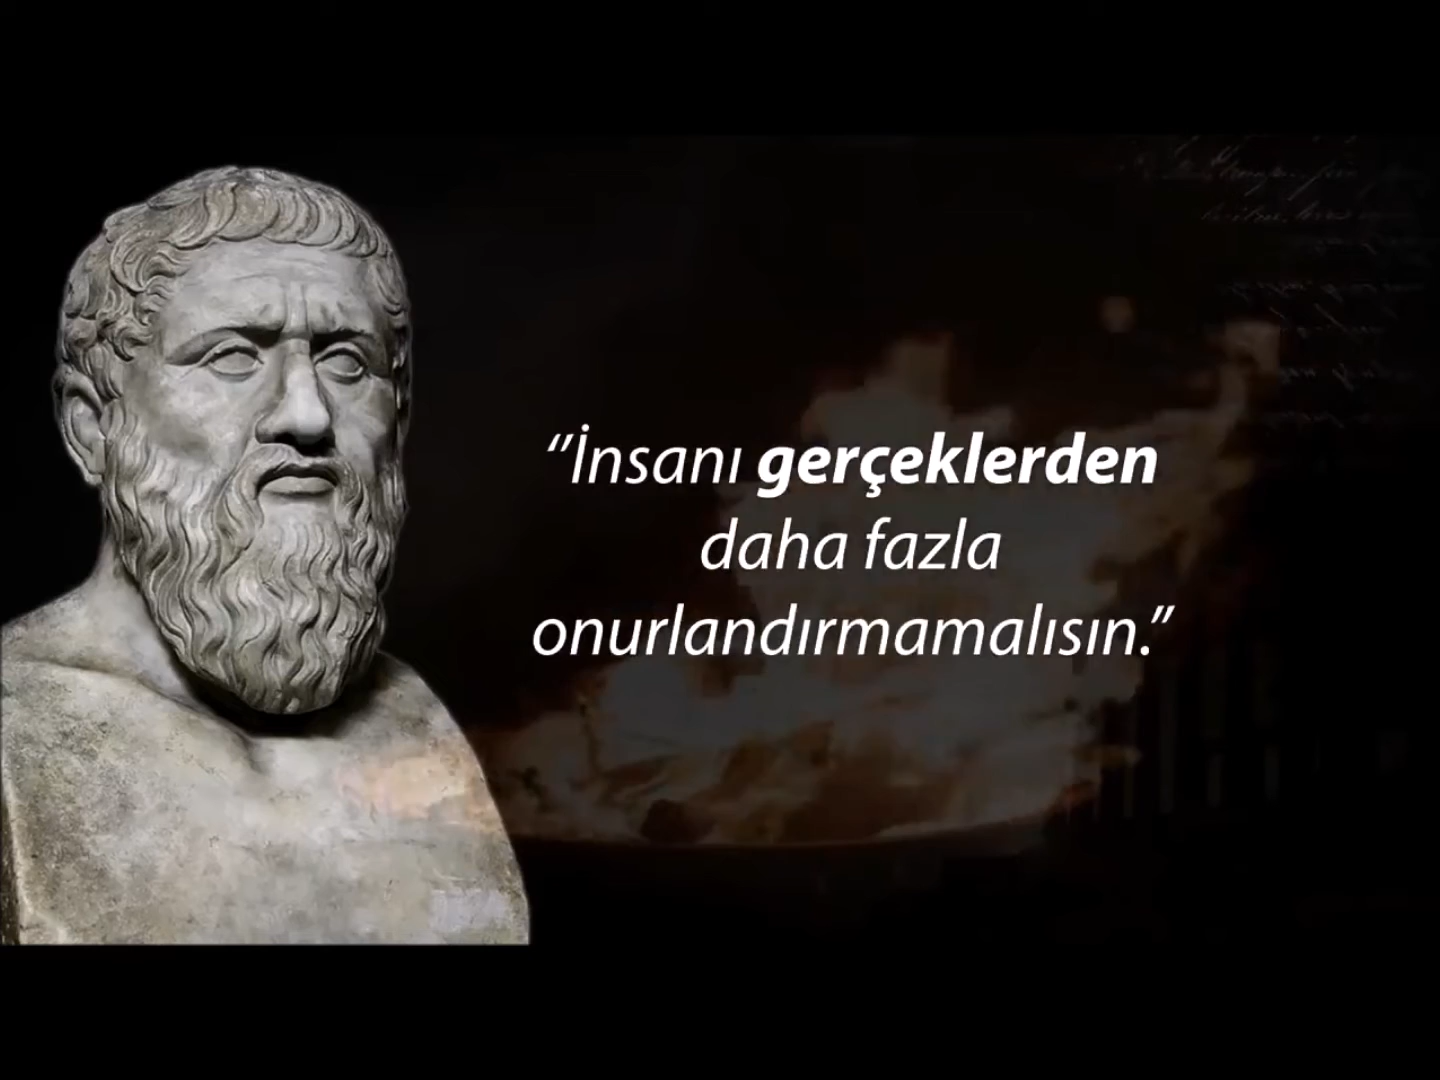 “İnsanı gerçeklerden
daha fazla
onurlandırmamalısın.”